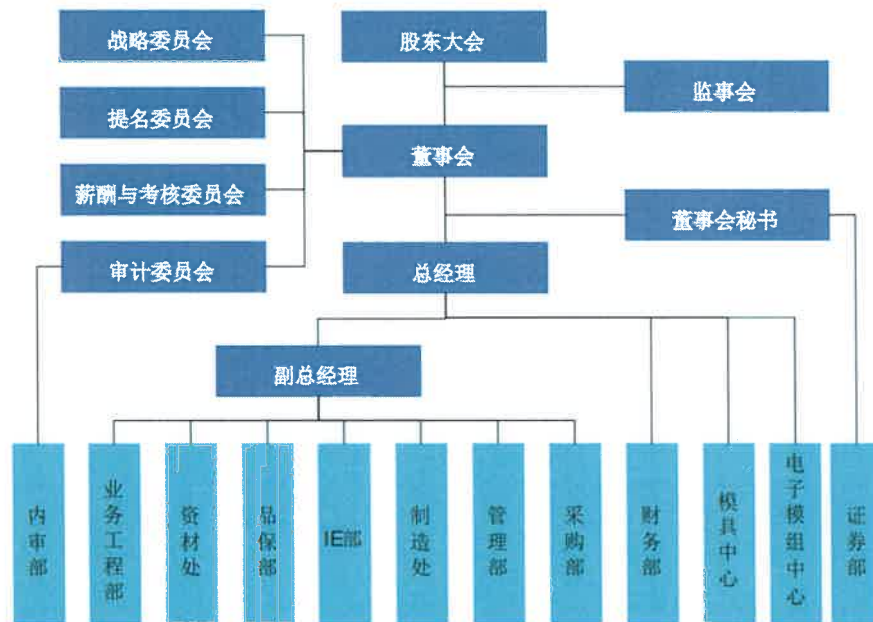 战略委员会
股东大会
监事会
提名委员会
董事会
薪酬与考核委员会
董事会秘书
审计委员会
总经理
副总经理
内审部
业务工程部
资材处
品保部
IE部
制造处
管理部
采购部
财务部
模具中心
电子模组中心
证券部